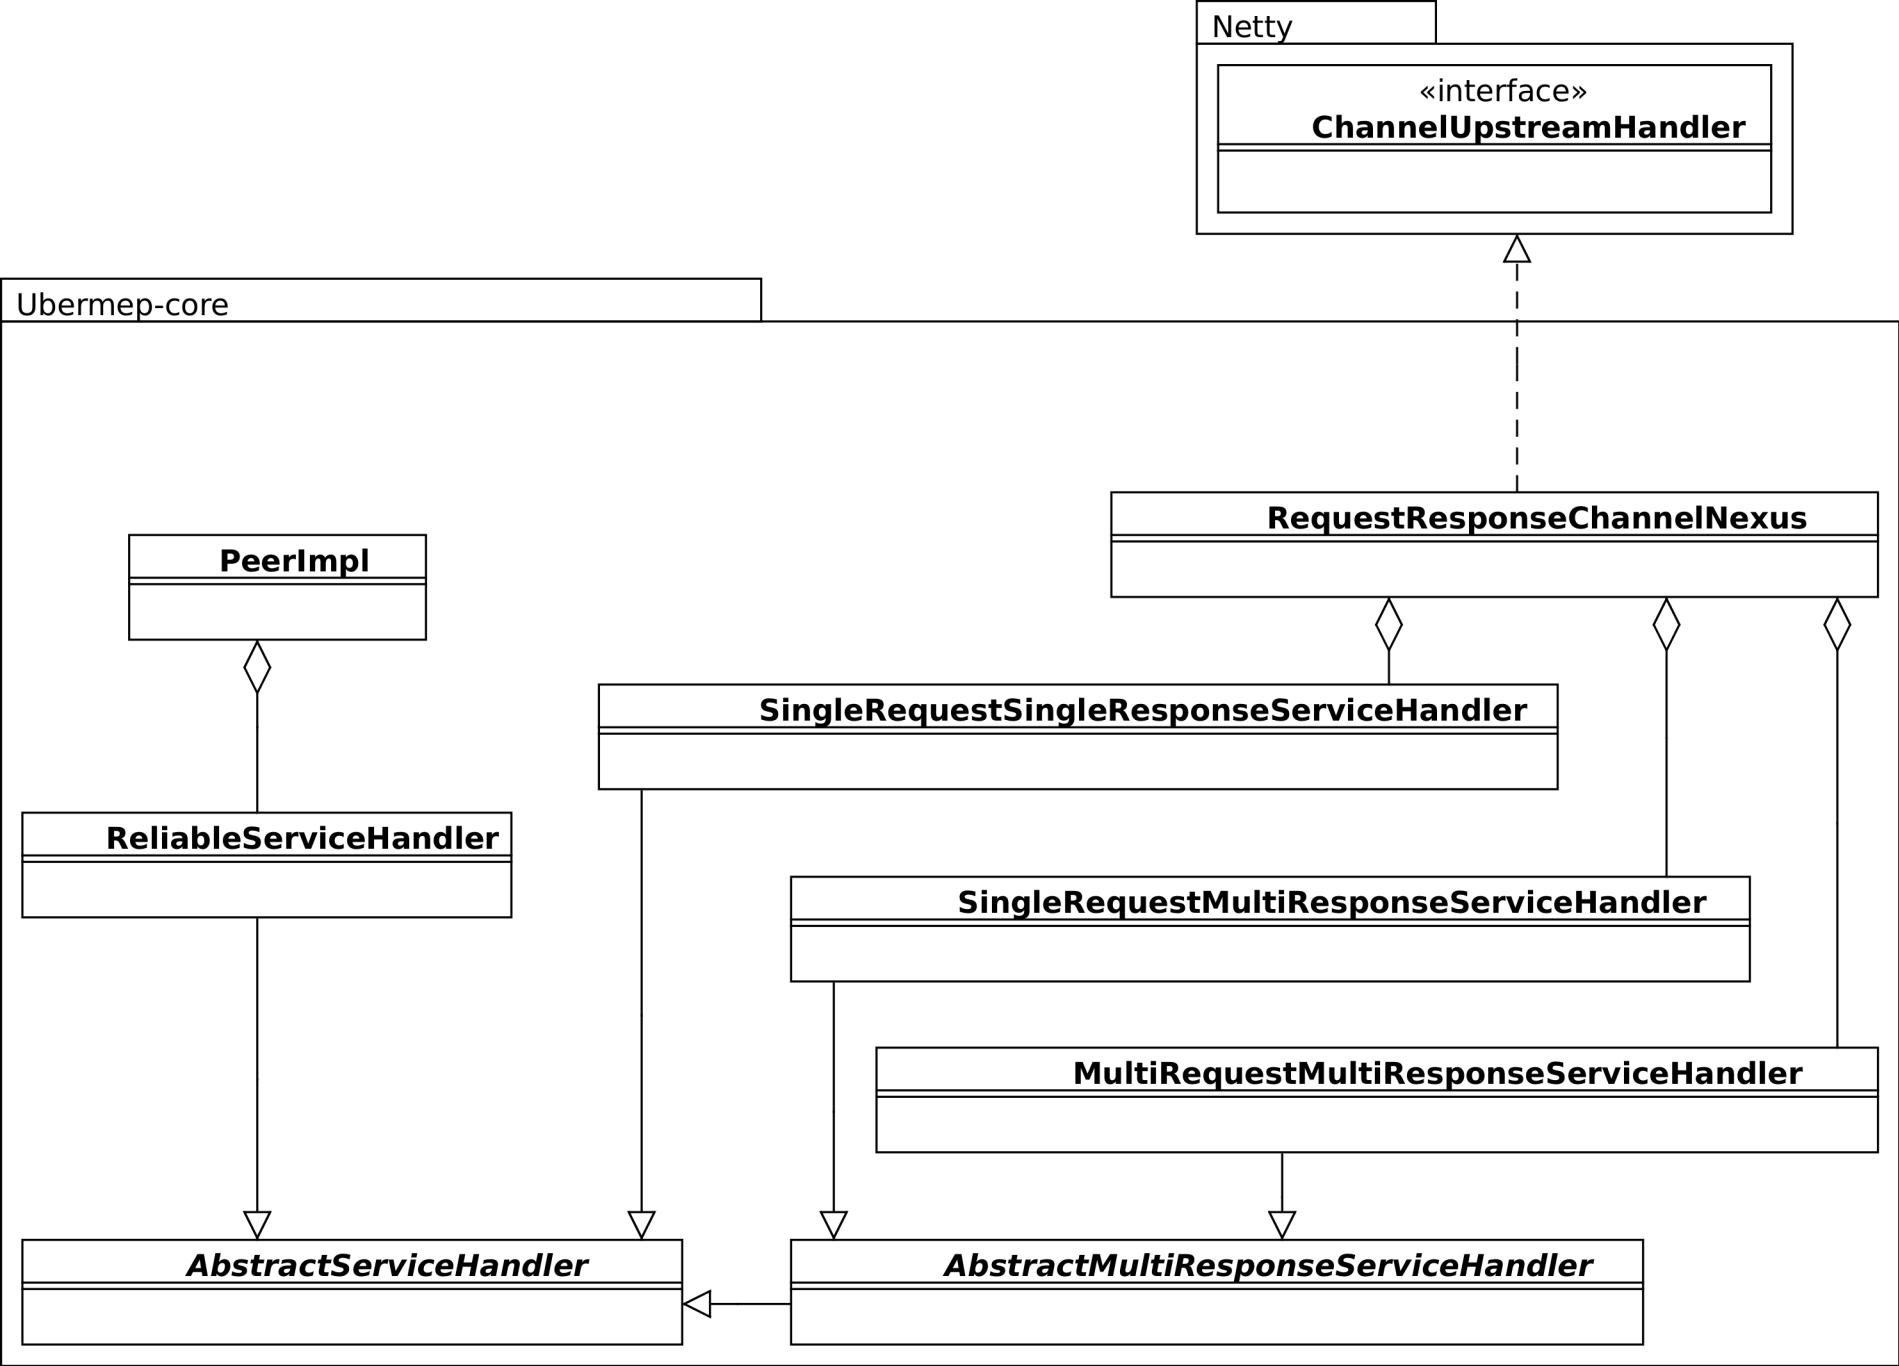 Netty
«interface»
ChannelUpstreamHandler
Ubermep-core
RequestResponseChannelNexus
PeerImpl
SingleRequestSingleResponseServiceHandler
ReliableServiceHandler
SingleRequestMultiResponseServiceHandler
MultiRequestMultiResponseServiceHandler
AbstractServiceHandler
AbstractMultiResponseServiceHandler